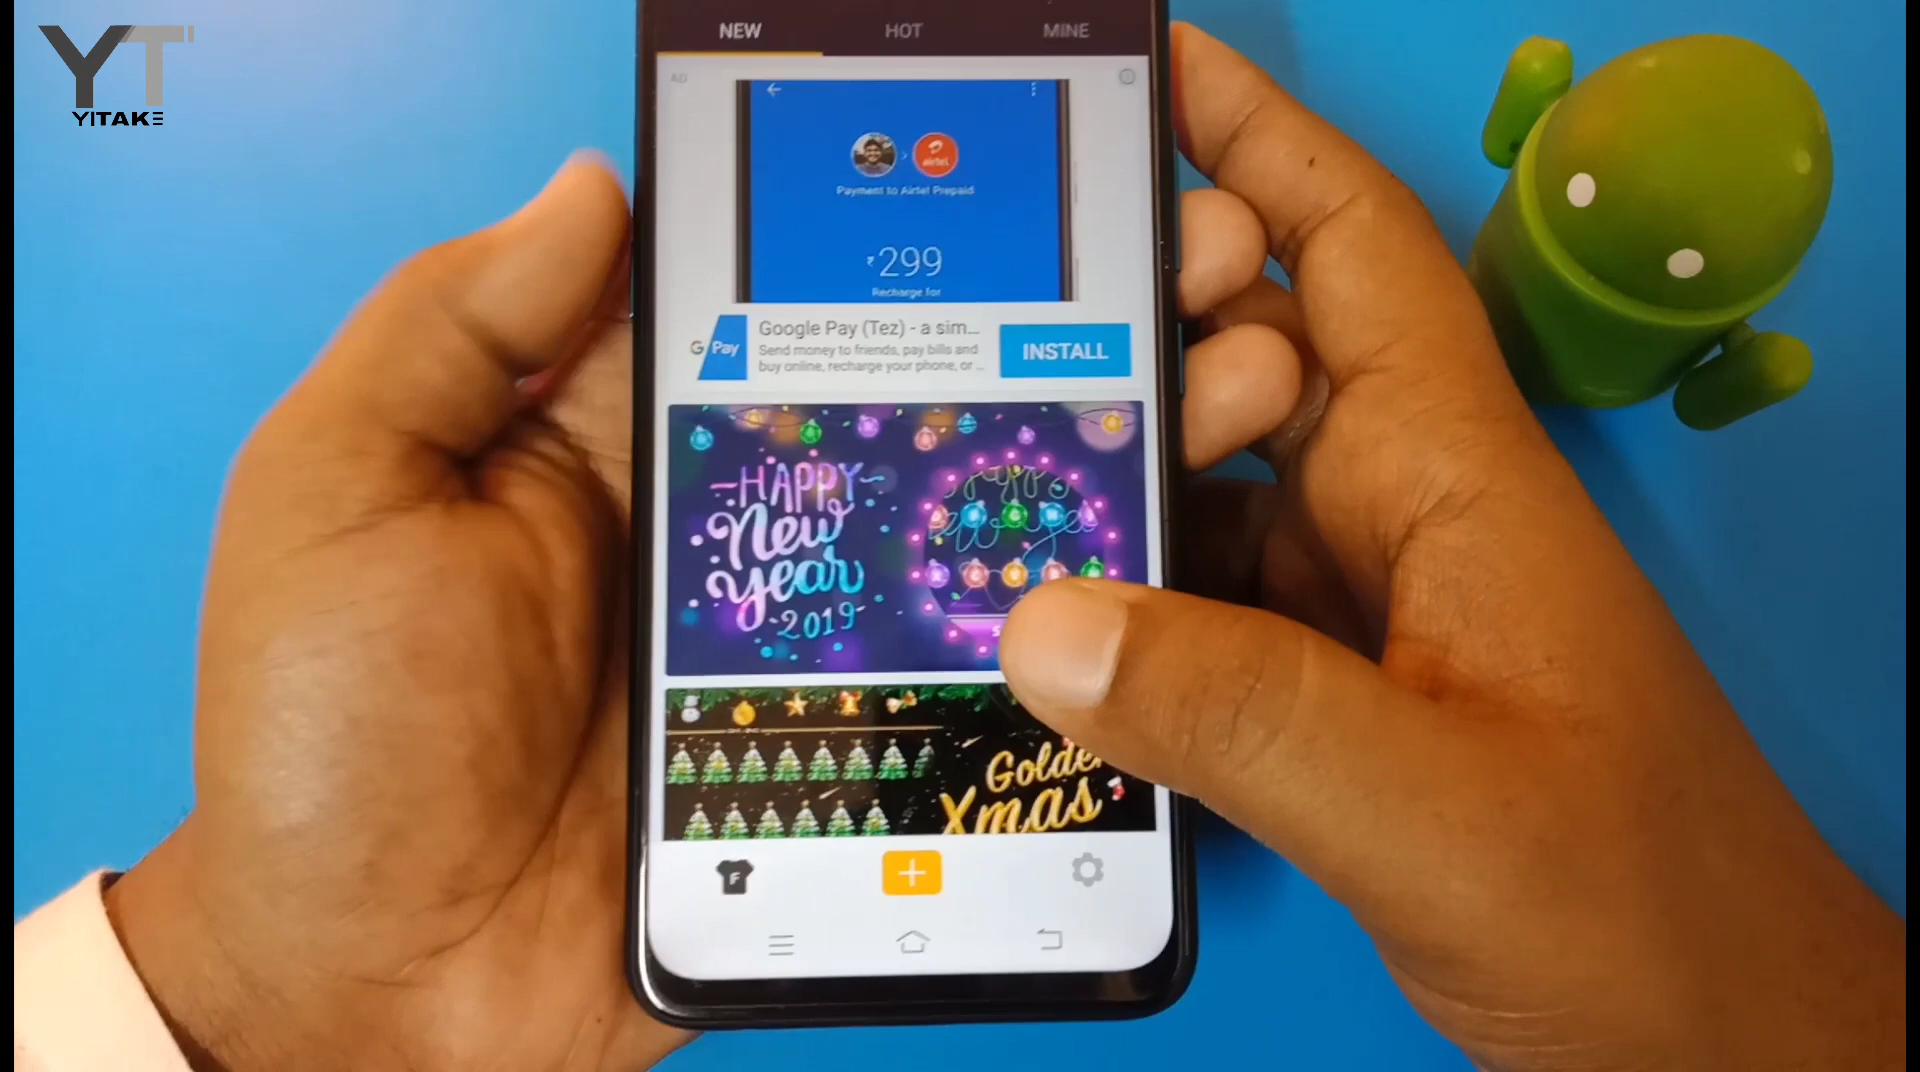 YT
YITAKE
NEW HOT MINE
AD
airtel
Payment to Airtel Prepaid
₹299
Recharge for
G Pay
Google Pay (Tez) - a sim...
Send money to friends, pay bills and
buy online, recharge your phone, or ...
INSTALL
HAPPY
New
year
2019
Golden
Xmas
F